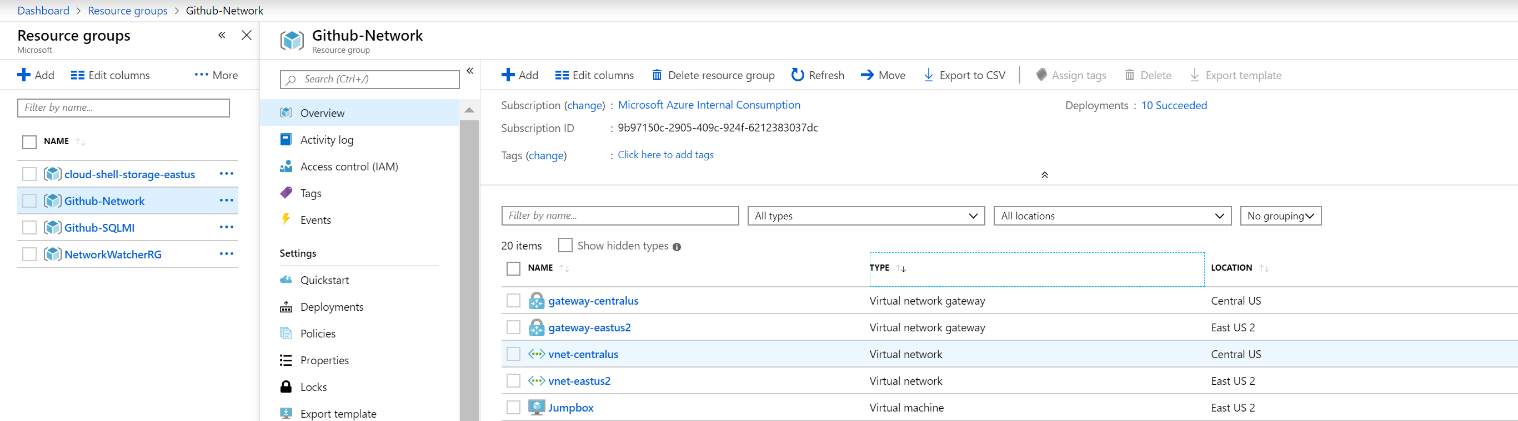 Dashboard > Resource groups > Github-Network
Resource groups
Microsoft
Add Edit columns ••• More
Filter by name...
NAME
cloud-shell-storage-eastus
Github-Network
Github-SQLMI
NetworkWatcherRG
Github-Network
Resource group
Search (Ctrl+/)
Overview
Activity log
Access control (IAM)
Tags
Events
Settings
Quickstart
Deployments
Policies
Properties
Locks
Export template
Add Edit columns Delete resource group Refresh Move Export to CSV Assign tags Delete Export template
Subscription (change) : Microsoft Azure Internal Consumption Deployments : 10 Succeeded
Subscription ID : 9b97150c-2905-409c-924f-6212383037dc
Tags (change) : Click here to add tags
Filter by name... All types All locations No grouping
20 items Show hidden types
NAME TYPE LOCATION
gateway-centralus Virtual network gateway Central US
gateway-eastus2 Virtual network gateway East US 2
vnet-centralus Virtual network Central US
vnet-eastus2 Virtual network East US 2
Jumpbox Virtual machine East US 2